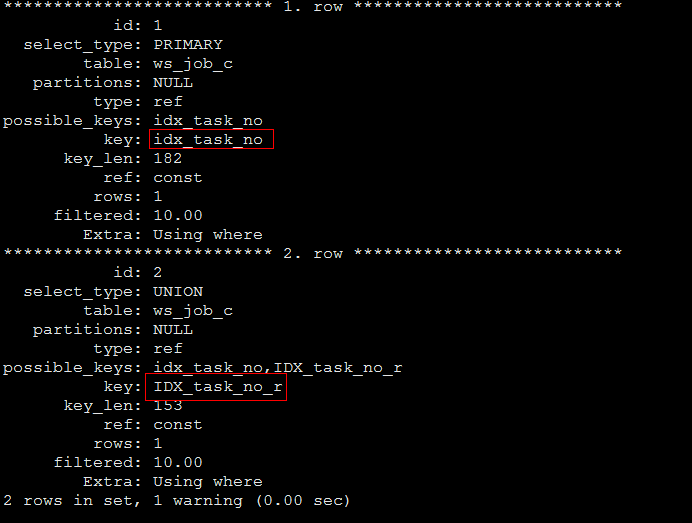 *************************** 1. row ***************************
id: 1
select_type: PRIMARY
table: ws_job_c
partitions: NULL
type: ref
possible_keys: idx_task_no
key: idx_task_no
key_len: 182
ref: const
rows: 1
filtered: 10.00
Extra: Using where
*************************** 2. row ***************************
id: 2
select_type: UNION
table: ws_job_c
partitions: NULL
type: ref
possible_keys: idx_task_no,IDX_task_no_r
key: IDX_task_no_r
key_len: 153
ref: const
rows: 1
filtered: 10.00
Extra: Using where
2 rows in set, 1 warning (0.00 sec)